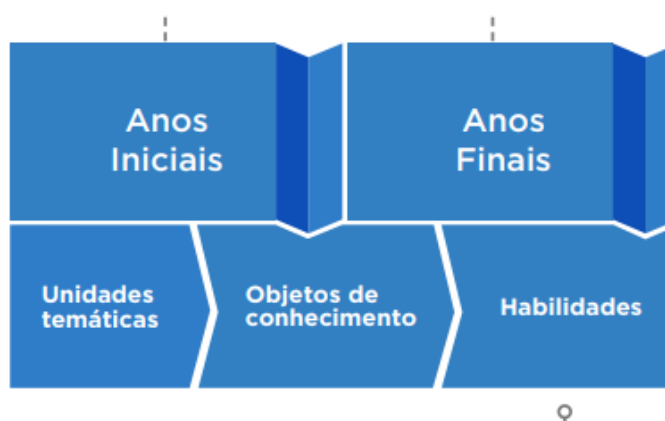 Anos
Iniciais
Anos
Finais
Unidades
temáticas
Objetos de
conhecimento
Habilidades